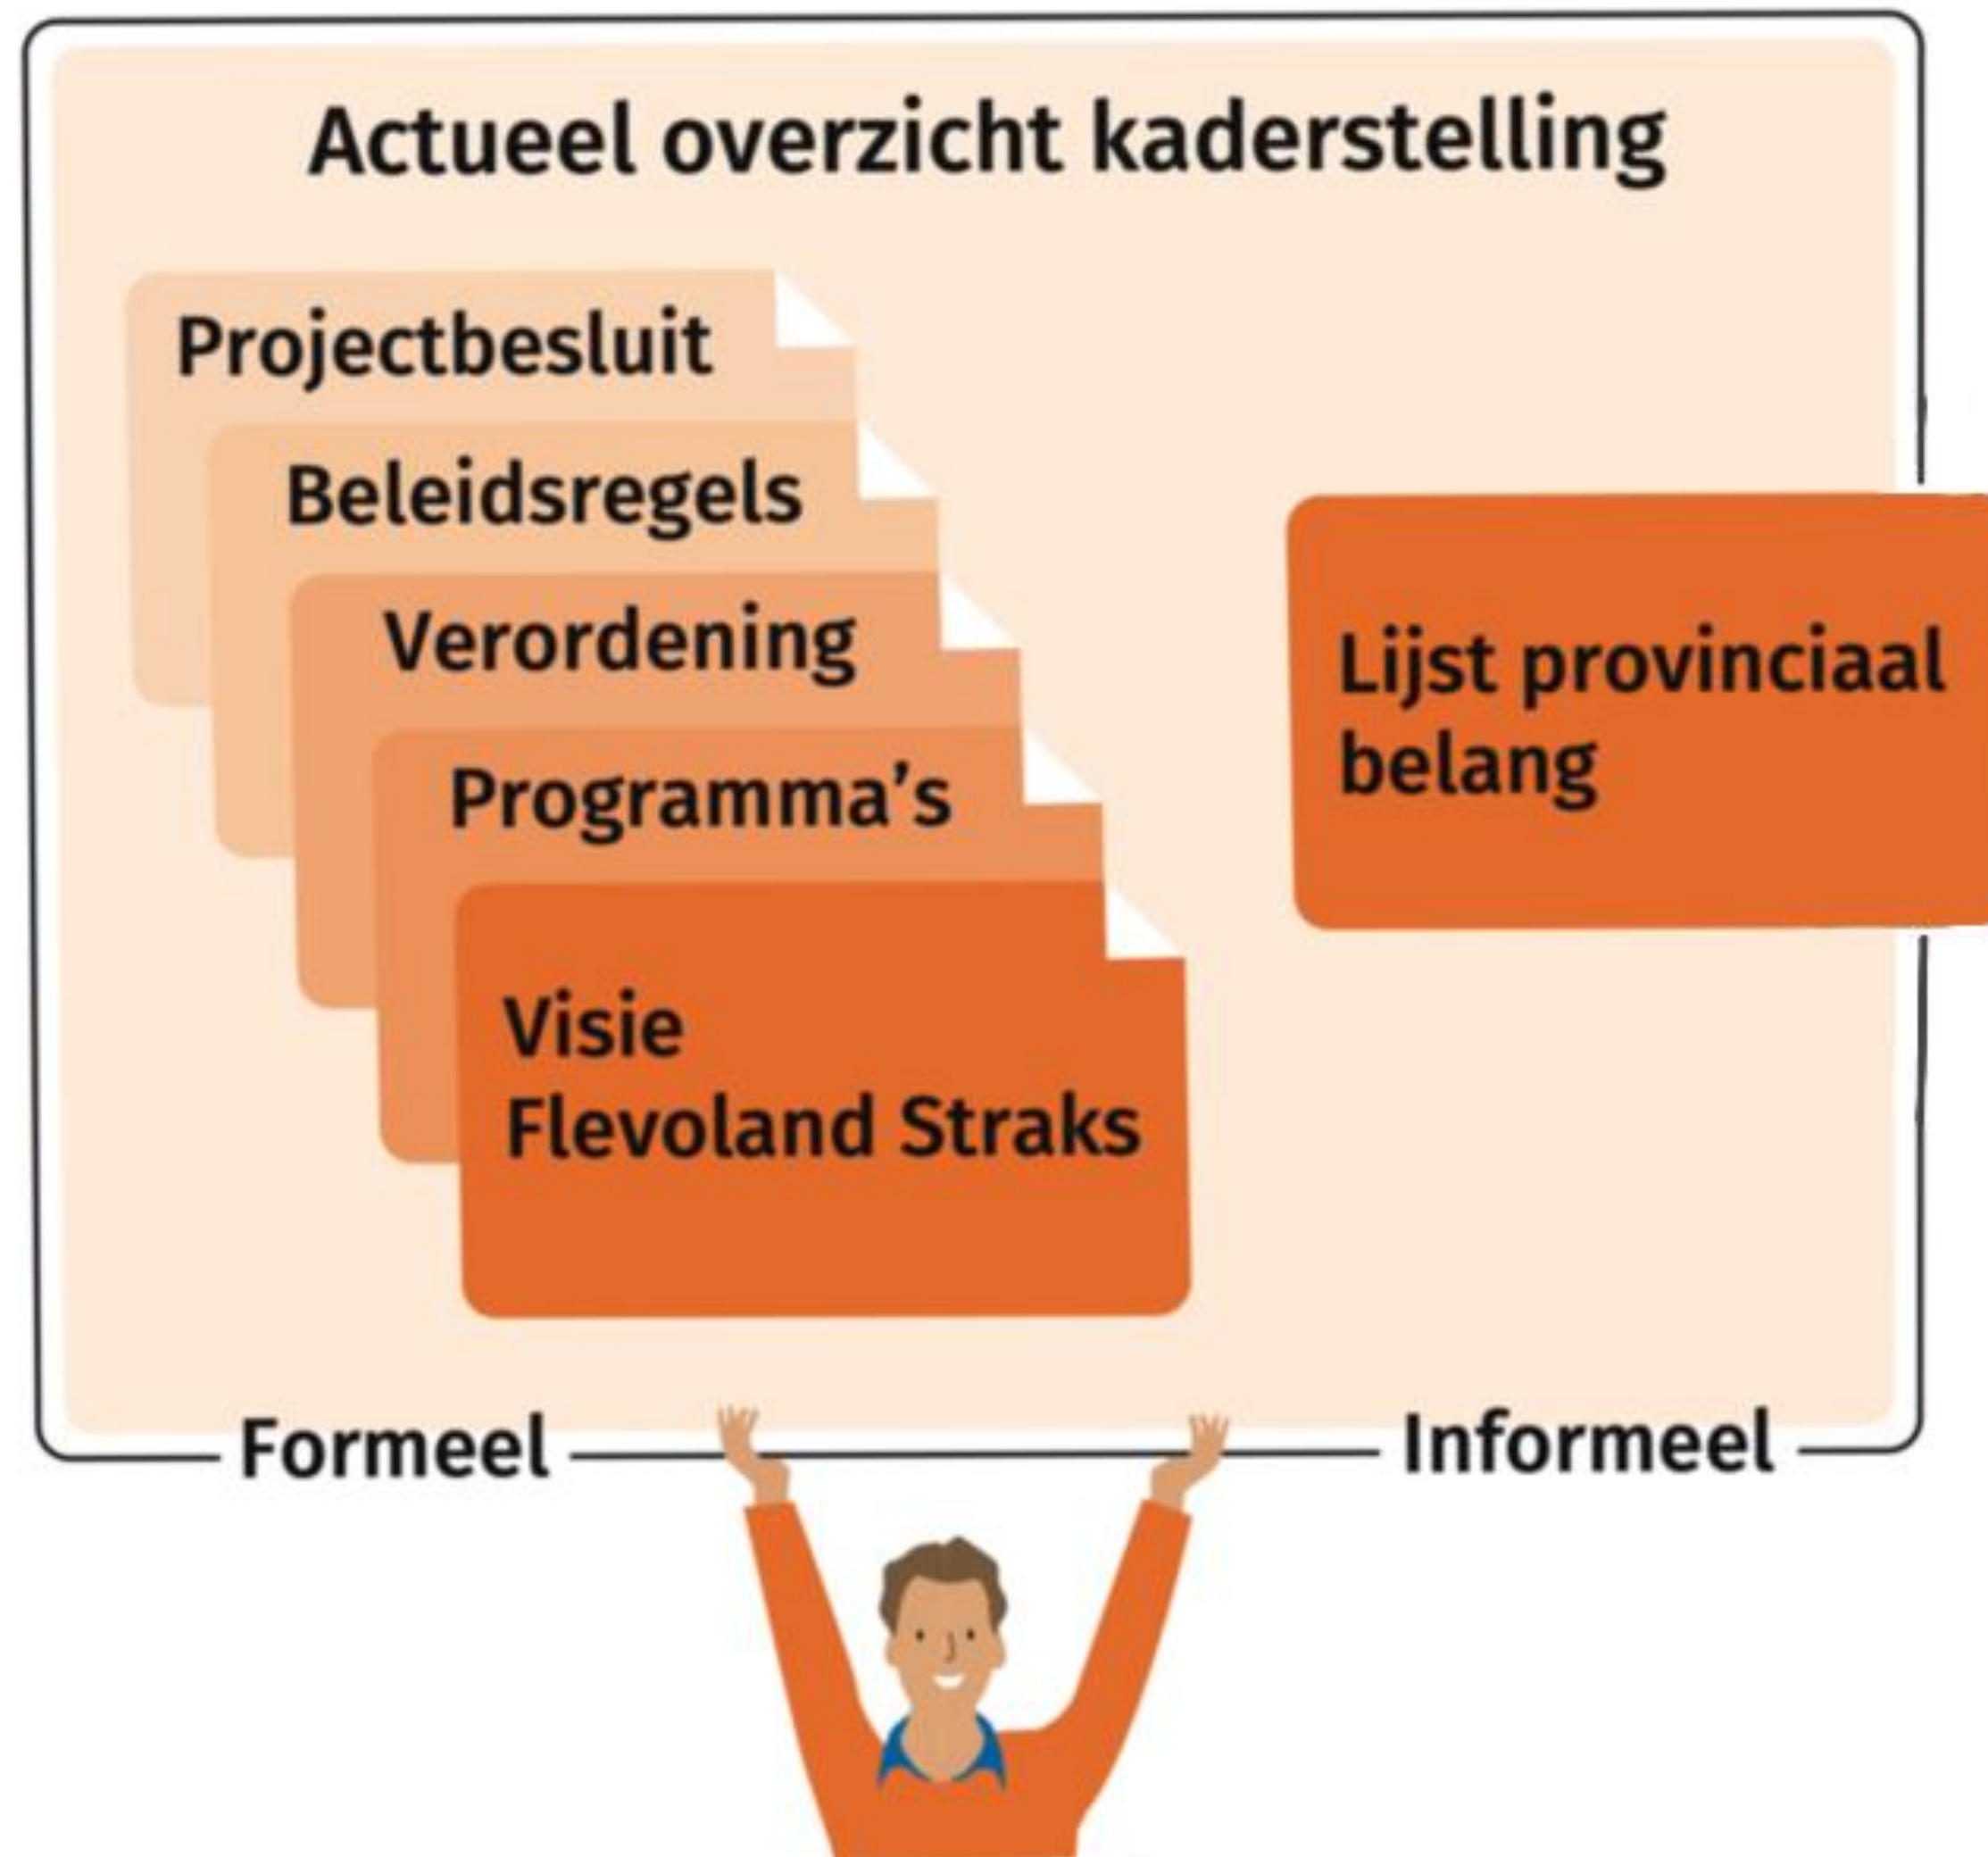 Actueel overzicht kaderstelling
Projectbesluit
Beleidsregels
Verordening
Programma’s
Visie
Flevoland Straks
Lijst provinciaal
belang
Formeel
Informeel